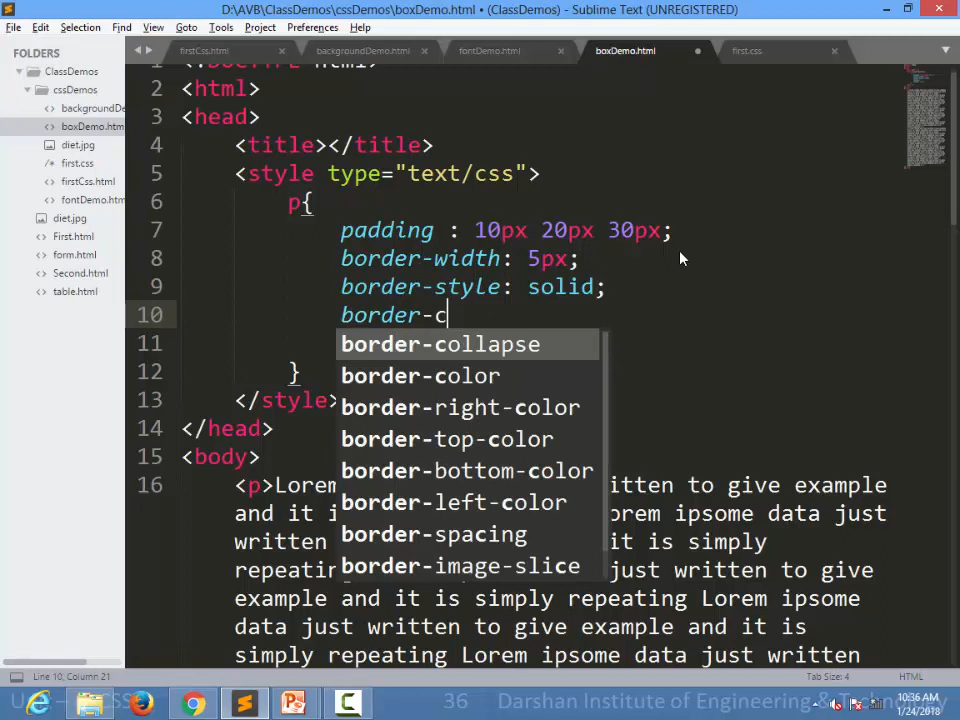 D:\AVB\ClassDemos\cssDemos\boxDemo.html • (ClassDemos) - Sublime Text (UNREGISTERED)
File Edit Selection Find View Goto Tools Project Preferences Help
FOLDERS
ClassDemos
cssDemos
backgroundDe
boxDemo.htm
diet.jpg
first.css
firstCss.html
fontDemo.htm
diet.jpg
First.html
form.html
Second.html
table.html
firstCss.html backgroundDemo.html fontDemo.html boxDemo.html first.css
2 <html>
3 <head>
4 <title></title>
5 <style type="text/css">
6 p{
7 padding : 10px 20px 30px;
8 border-width: 5px;
9 border-style: solid;
10 border-c
11
12 }
13 </style>
14 </head>
15 <body>
16 <p>Lorem itten to give example
border-collapse
border-color
border-right-color
border-top-color
border-bottom-color
border-left-color
border-spacing
border-image-slice
and it i orem ipsome data just
written it is simply
repeatin just written to give
example and it is simply repeating Lorem ipsome
data just written to give example and it is
simply repeating Lorem ipsome data just written
Line 10, Column 21 Tab Size: 4 HTML
36 Darshan Institute of Engineering & Technology
10:36 AM
1/24/2018